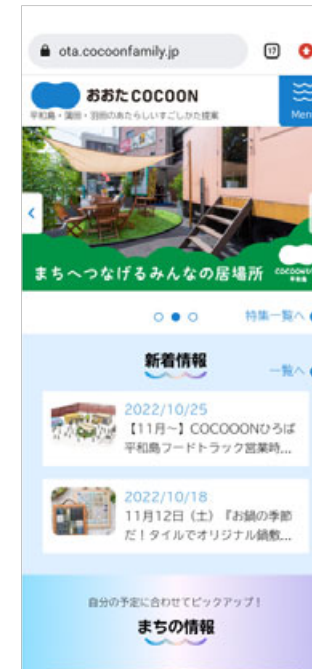 ota.cocoonfamily.jp
17
おおたCOCOON
平和島・蒲田・羽田のあたらしいすごしかた提案
Men
まちへつなげるみんなの居場所
平和島
特集一覧へ
新着情報
一覧へ
2022/10/25
【11月~】COCOOONひろば
平和島フードトラック営業時...
2022/10/18
11月12日(土)『お鍋の季節
だ!タイルでオリジナル鍋敷...
自分の予定に合わせてピックアップ!
まちの情報